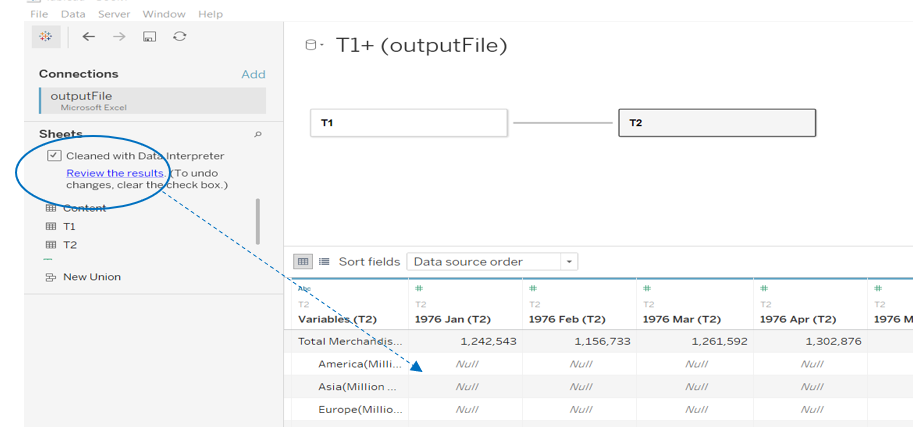 File Data Server Window Help
T1+ (outputFile)
Connections Add
outputFile
Microsoft Excel
T1
T2
Sheets
Cleaned with Data Interpreter
Review the results. (To undo
changes, clear the check box.)
Content
T1
T2
New Union
Sort fields Data source order
Abc # # # # #
T2 T2 T2 T2 T2 T2
Variables (T2) 1976 Jan (T2) 1976 Feb (T2) 1976 Mar (T2) 1976 Apr (T2) 1976 M
Total Merchandis... 1,242,543 1,156,733 1,261,592 1,302,876
America(Milli... Null Null Null Null
Asia(Million ... Null Null Null Null
Europe(Millio... Null Null Null Null